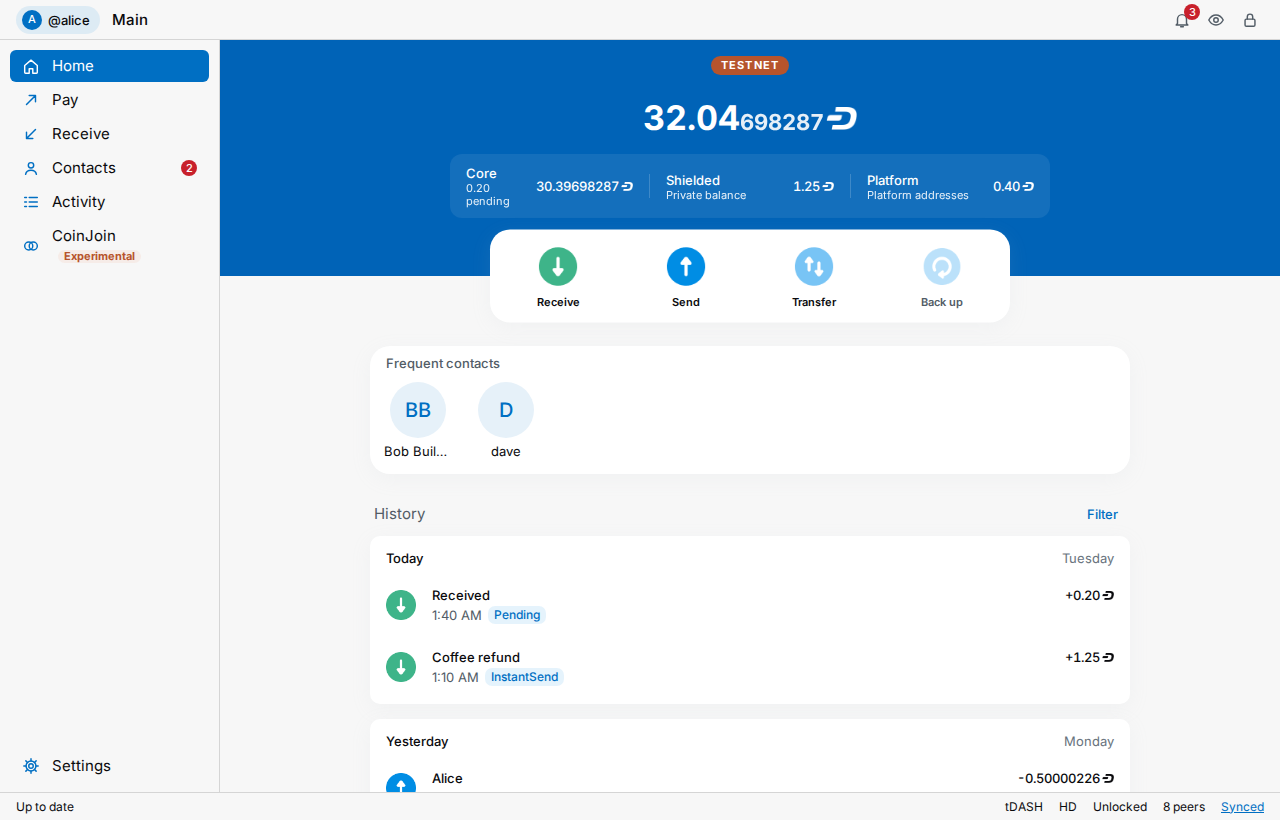 A @alice Main 3
Home
Pay
Receive
Contacts 2
Activity
CoinJoin
Experimental
Settings
TESTNET
32.04698287
Core
0.20
pending
30.39698287
Shielded
Private balance
1.25
Platform
Platform addresses
0.40
Receive
Send
Transfer
Back up
Frequent contacts
BB
D
Bob Buil...
dave
History
Filter
Today
Tuesday
Received
+0.20
1:40 AM Pending
Coffee refund
+1.25
1:10 AM InstantSend
Yesterday
Monday
Alice
-0.50000226
Up to date
tDASH HD Unlocked 8 peers Synced